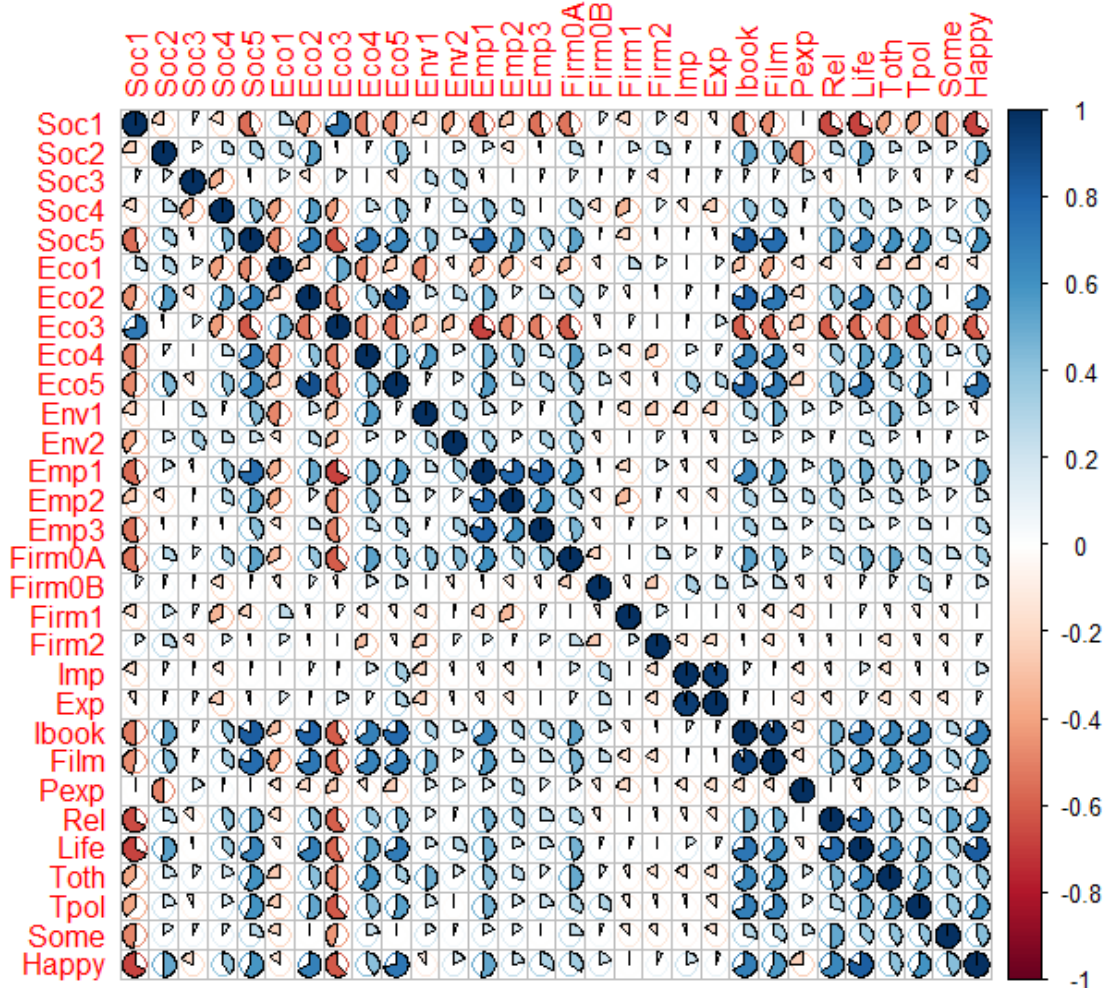 Soc1 Soc2 Soc3 Soc4 Soc5 Eco1 Eco2 Eco3 Eco4 Eco5 Env1 Env2 Emp1 Emp2 Emp3 Firm0A Firm0B Firm1 Firm2 Imp Exp Ibook Film Pexp Rel Life Toth Tpol Some Happy
Soc1
Soc2
Soc3
Soc4
Soc5
Eco1
Eco2
Eco3
Eco4
Eco5
Env1
Env2
Emp1
Emp2
Emp3
Firm0A
Firm0B
Firm1
Firm2
Imp
Exp
Ibook
Film
Pexp
Rel
Life
Toth
Tpol
Some
Happy
1
0.8
0.6
0.4
0.2
0
-0.2
-0.4
-0.6
-0.8
-1